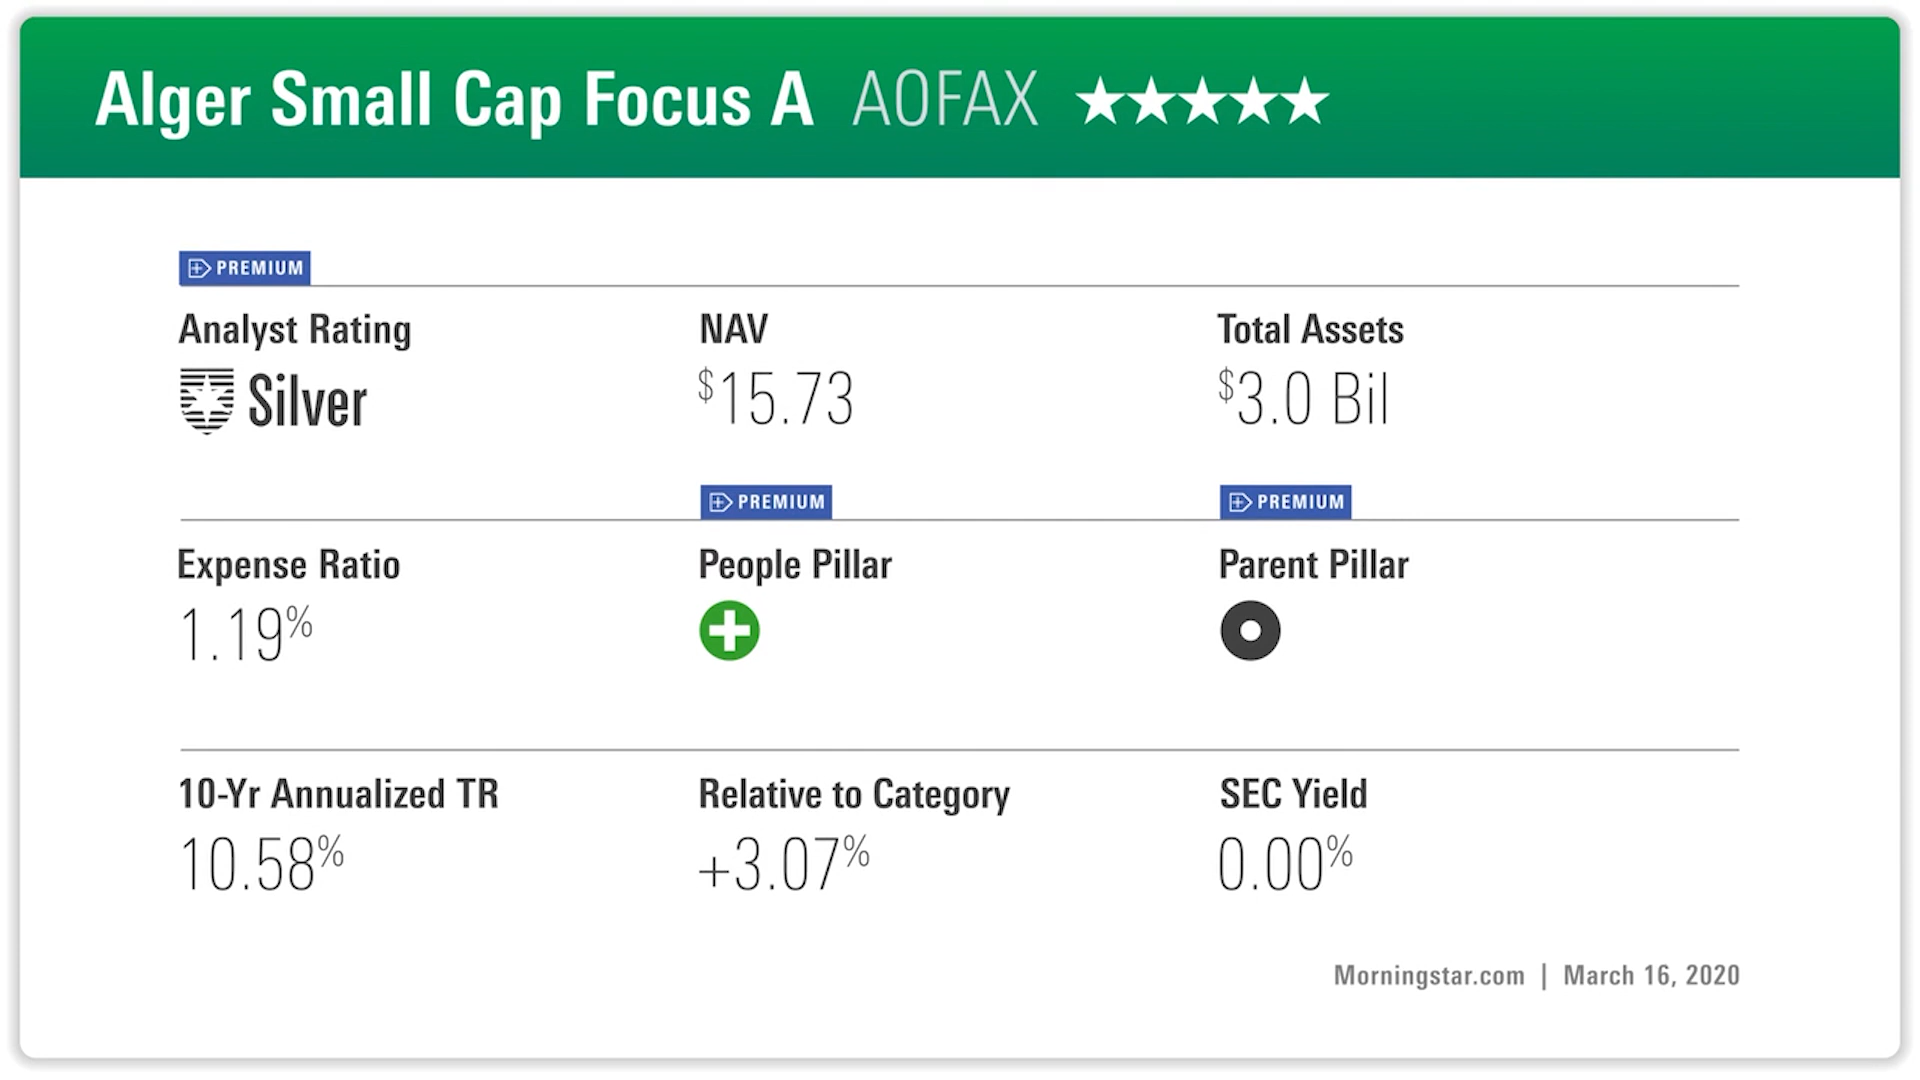 Alger Small Cap Focus A AOFAX ★★★★★
PREMIUM
Analyst Rating NAV Total Assets
Silver $15.73 $3.0 Bil
PREMIUM PREMIUM
Expense Ratio People Pillar Parent Pillar
1.19%
10-Yr Annualized TR Relative to Category SEC Yield
10.58% +3.07% 0.00%
Morningstar.com | March 16, 2020